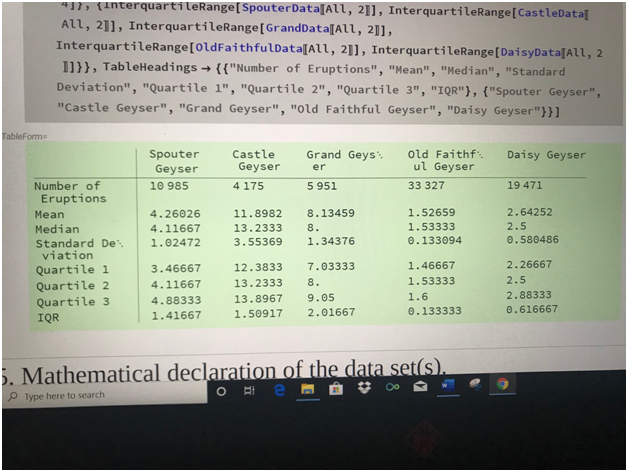 4]]}, {InterquartileRange[SpouterData[[All, 2]]], InterquartileRange[CastleData[[
All, 2]]], InterquartileRange[GrandData[[All, 2]]],
InterquartileRange[OldFaithfulData[[All, 2]]], InterquartileRange[DaisyData[[All, 2
]]]}}, TableHeadings → {{"Number of Eruptions", "Mean", "Median", "Standard
Deviation", "Quartile 1", "Quartile 2", "Quartile 3", "IQR"}, {"Spouter Geyser",
"Castle Geyser", "Grand Geyser", "Old Faithful Geyser", "Daisy Geyser"}}]
TableForm=
Spouter Geyser Castle Geyser Grand Geys⋱ er Old Faithf⋱ ul Geyser Daisy Geyser
Number of Eruptions 10 985 4 175 5 951 33 327 19 471
Mean 4.26026 11.8982 8.13459 1.52659 2.64252
Median 4.11667 13.2333 8. 1.53333 2.5
Standard De⋱ viation 1.02472 3.55369 1.34376 0.133094 0.580486
Quartile 1 3.46667 12.3833 7.03333 1.46667 2.26667
Quartile 2 4.11667 13.2333 8. 1.53333 2.5
Quartile 3 4.88333 13.8967 9.05 1.6 2.88333
IQR 1.41667 1.50917 2.01667 0.133333 0.616667
5. Mathematical declaration of the data set(s).
Type here to search